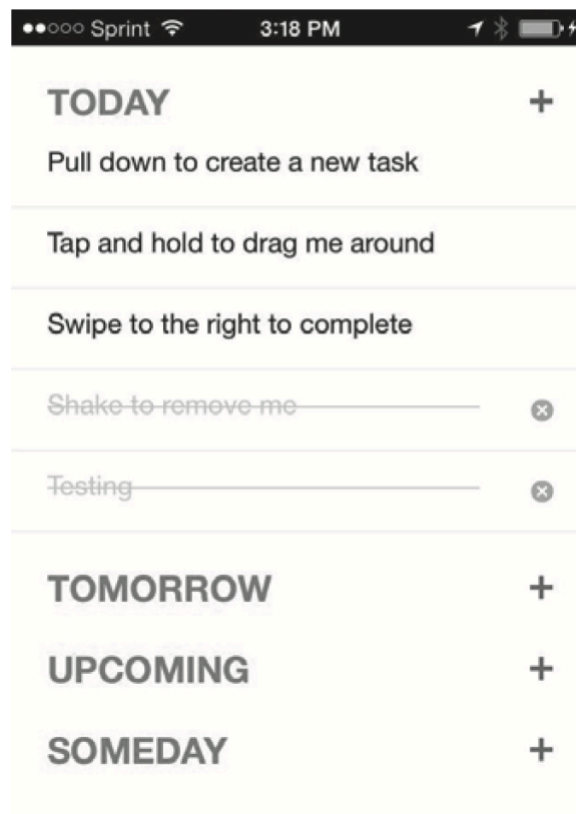 Sprint 3:18 PM
TODAY +
Pull down to create a new task
Tap and hold to drag me around
Swipe to the right to complete
Shake to remove me
Testing
TOMORROW +
UPCOMING +
SOMEDAY +